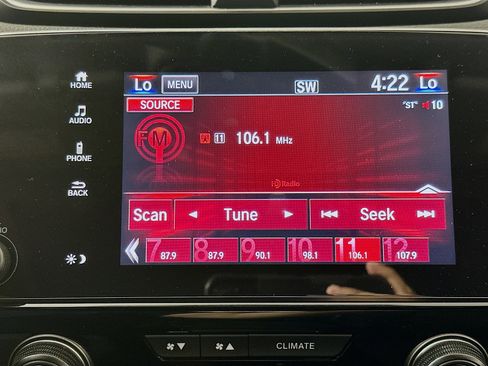 HOME
AUDIO
PHONE
BACK
Lo MENU SW 4:22 Lo
SOURCE "ST" 10
FM 11 106.1 MHz
HD Radio
Scan Tune Seek
7 8 9 10 11 12
87.9 87.9 90.1 98.1 106.1 107.9
CLIMATE